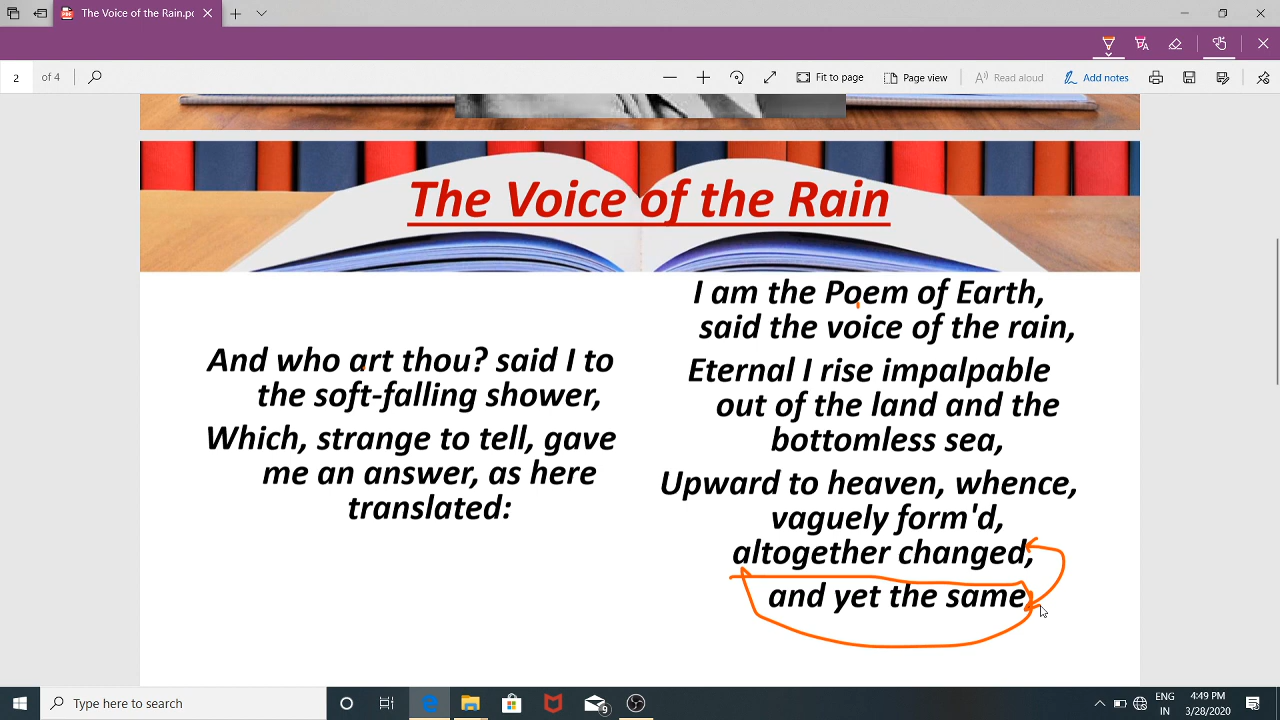 The Voice of the Rain.pc
2 of 4
Fit to page
Page view
Read aloud
Add notes
The Voice of the Rain
And who art thou? said I to
the soft-falling shower,
Which, strange to tell, gave
me an answer, as here
translated:
I am the Poem of Earth,
said the voice of the rain,
Eternal I rise impalpable
out of the land and the
bottomless sea,
Upward to heaven, whence,
vaguely form'd,
altogether changed,
and yet the same
Type here to search
9
ENG
IN
4:49 PM
3/28/2020